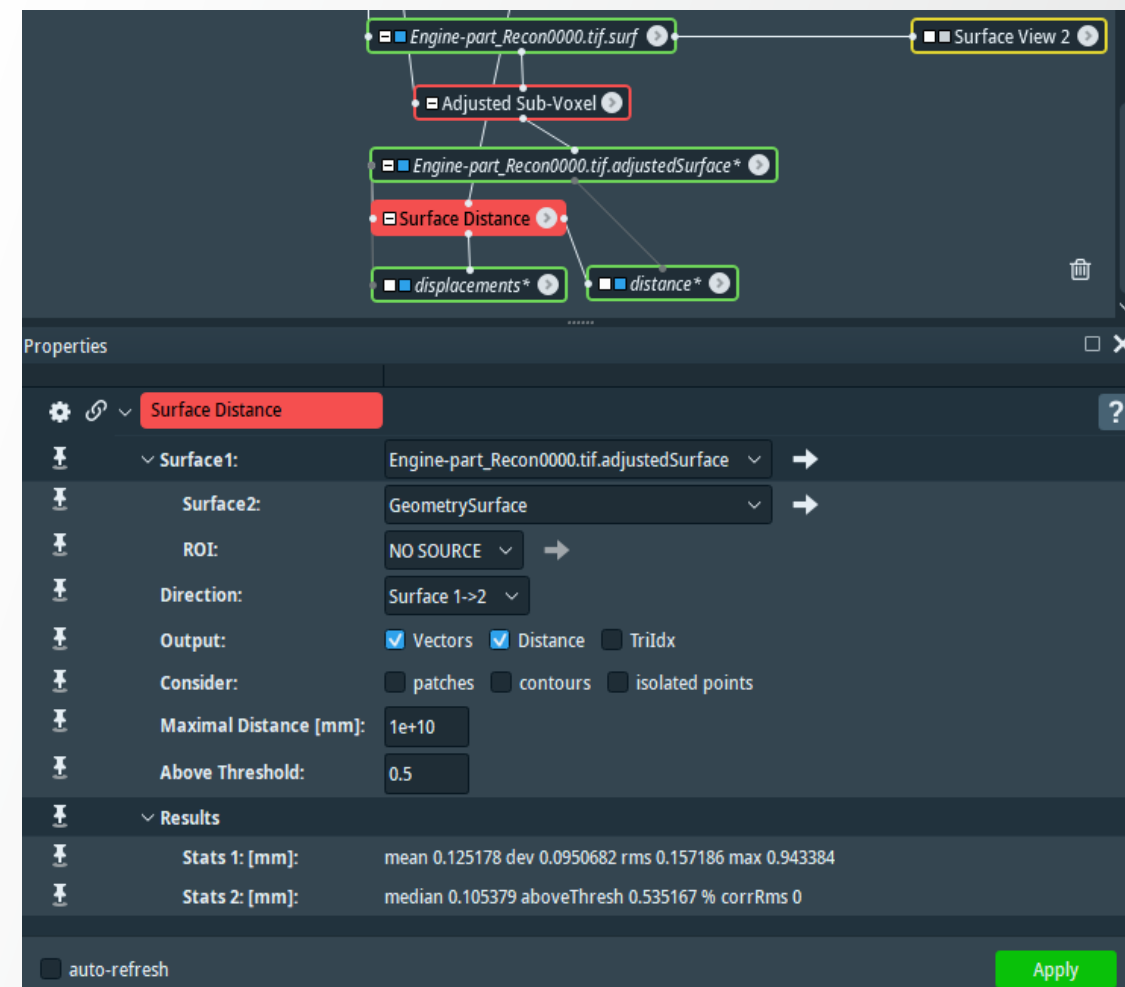 Engine-part_Recon0000.tif.surf
Surface View 2
Adjusted Sub-Voxel
Engine-part_Recon0000.tif.adjustedSurface*
Surface Distance
displacements* distance*
Properties
Surface Distance ?
Surface1: Engine-part_Recon0000.tif.adjustedSurface
Surface2: GeometrySurface
ROI: NO SOURCE
Direction: Surface 1->2
Output: Vectors Distance TriIdx
Consider: patches contours isolated points
Maximal Distance [mm]: 1e+10
Above Threshold: 0.5
Results
Stats 1: [mm]: mean 0.125178 dev 0.0950682 rms 0.157186 max 0.943384
Stats 2: [mm]: median 0.105379 aboveThresh 0.535167 % corrRms 0
auto-refresh Apply